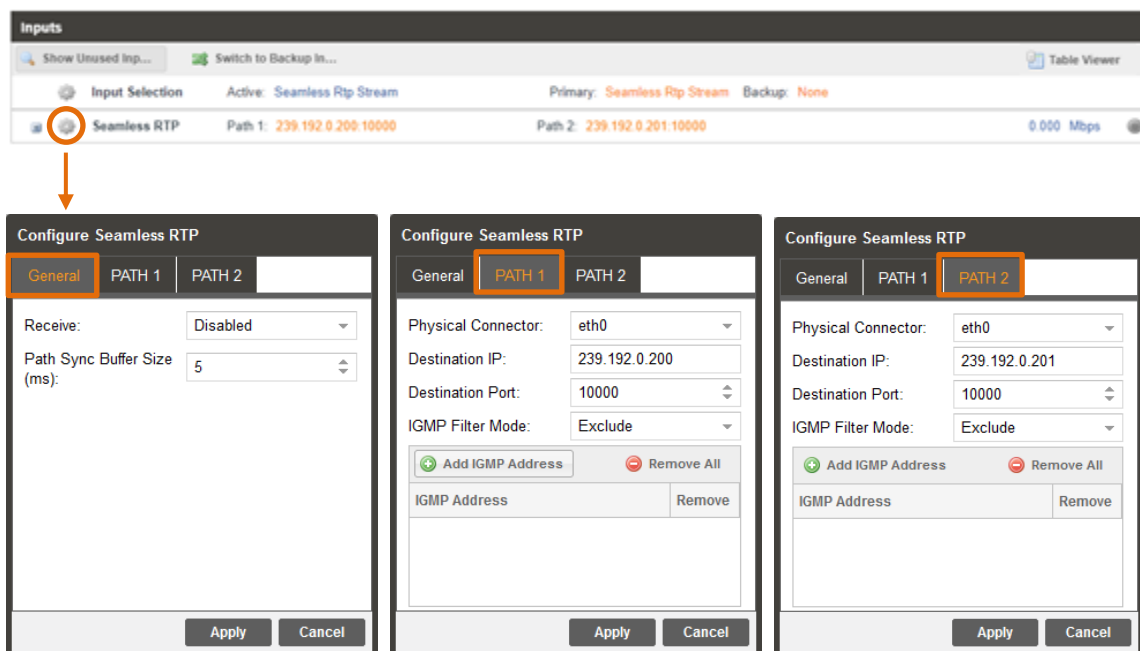 Inputs
Show Unused Inp... Switch to Backup In... Table Viewer
Input Selection Active: Seamless Rtp Stream Primary: Seamless Rtp Stream Backup: None
Seamless RTP Path 1: 239.192.0.200:10000 Path 2: 239.192.0.201:10000 0.000 Mbps
Configure Seamless RTP
General PATH 1 PATH 2
Receive: Disabled
Path Sync Buffer Size
(ms): 5
Apply Cancel
Configure Seamless RTP
General PATH 1 PATH 2
Physical Connector: eth0
Destination IP: 239.192.0.200
Destination Port: 10000
IGMP Filter Mode: Exclude
Add IGMP Address Remove All
IGMP Address Remove
Apply Cancel
Configure Seamless RTP
General PATH 1 PATH 2
Physical Connector: eth0
Destination IP: 239.192.0.201
Destination Port: 10000
IGMP Filter Mode: Exclude
Add IGMP Address Remove All
IGMP Address Remove
Apply Cancel